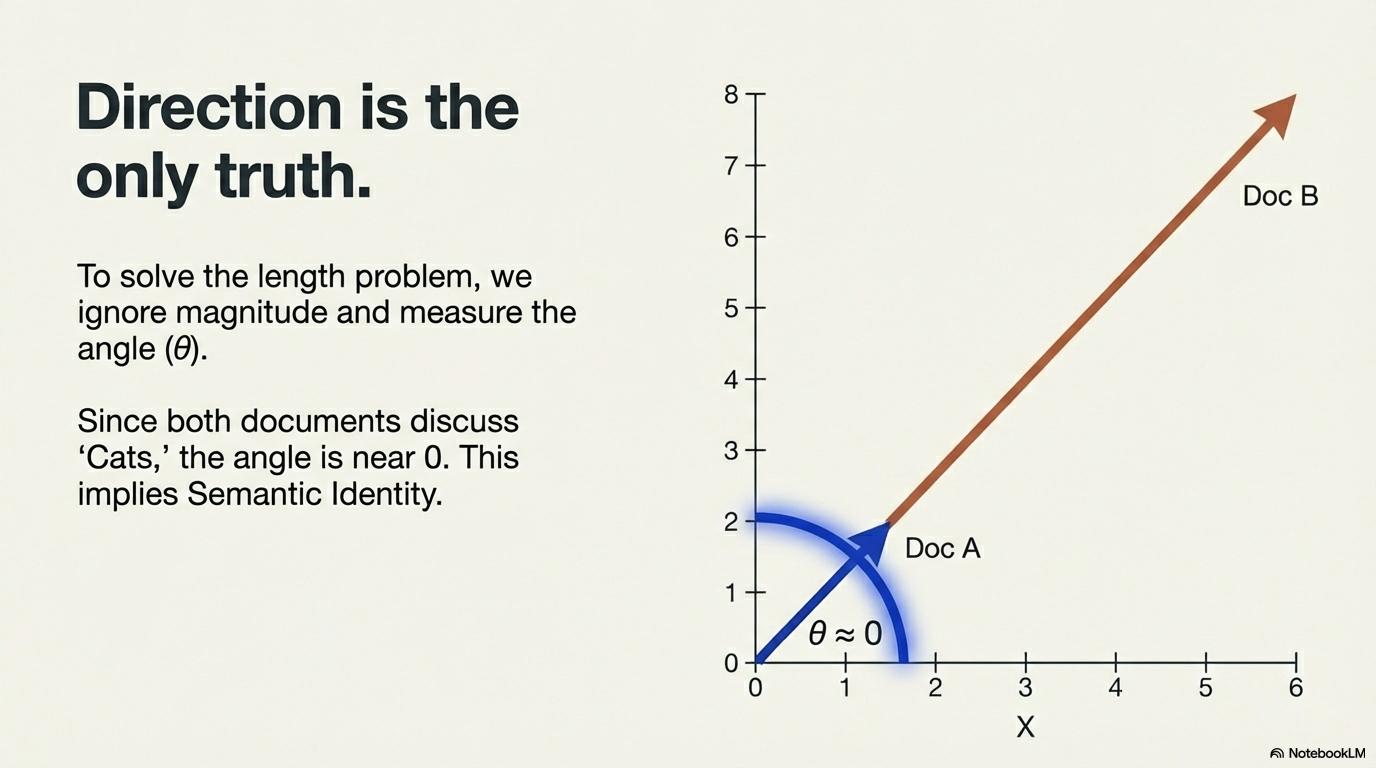 Direction is the
only truth.
To solve the length problem, we
ignore magnitude and measure the
angle (θ).
Since both documents discuss
‘Cats,’ the angle is near 0. This
implies Semantic Identity.
8
7
6
5
4
3
2
1
0
Doc B
Doc A
θ ≈ 0
0 1 2 3 4 5 6
X
NotebookLM